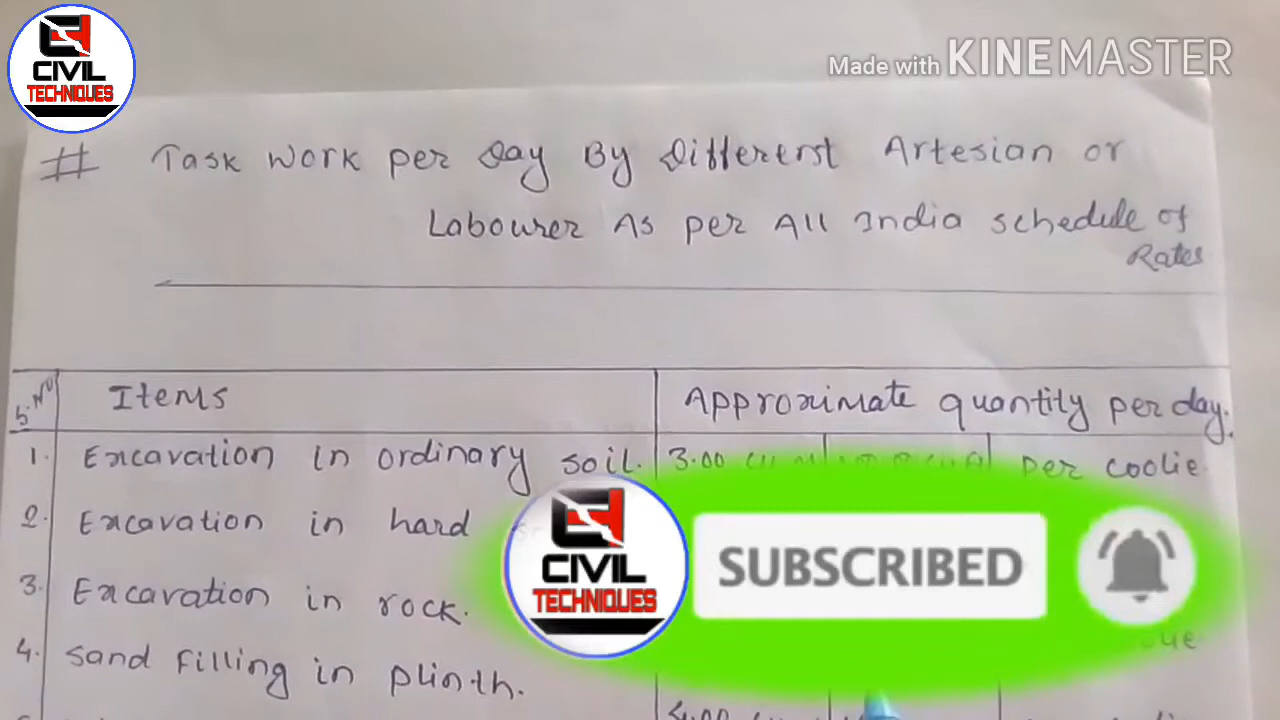 CIVIL
TECHNIQUES
Made with KINEMASTER
# Task Work per Day By Different Artesian or
Labourer As per All India schedule of
Rates
S.No Items Approximate quantity per day.
1. Excavation in ordinary soil. 3.00 per coolie
2. Excavation in hard
3. Excavation in rock.
4. Sand Filling in plinth.
CIVIL
TECHNIQUES
SUBSCRIBED